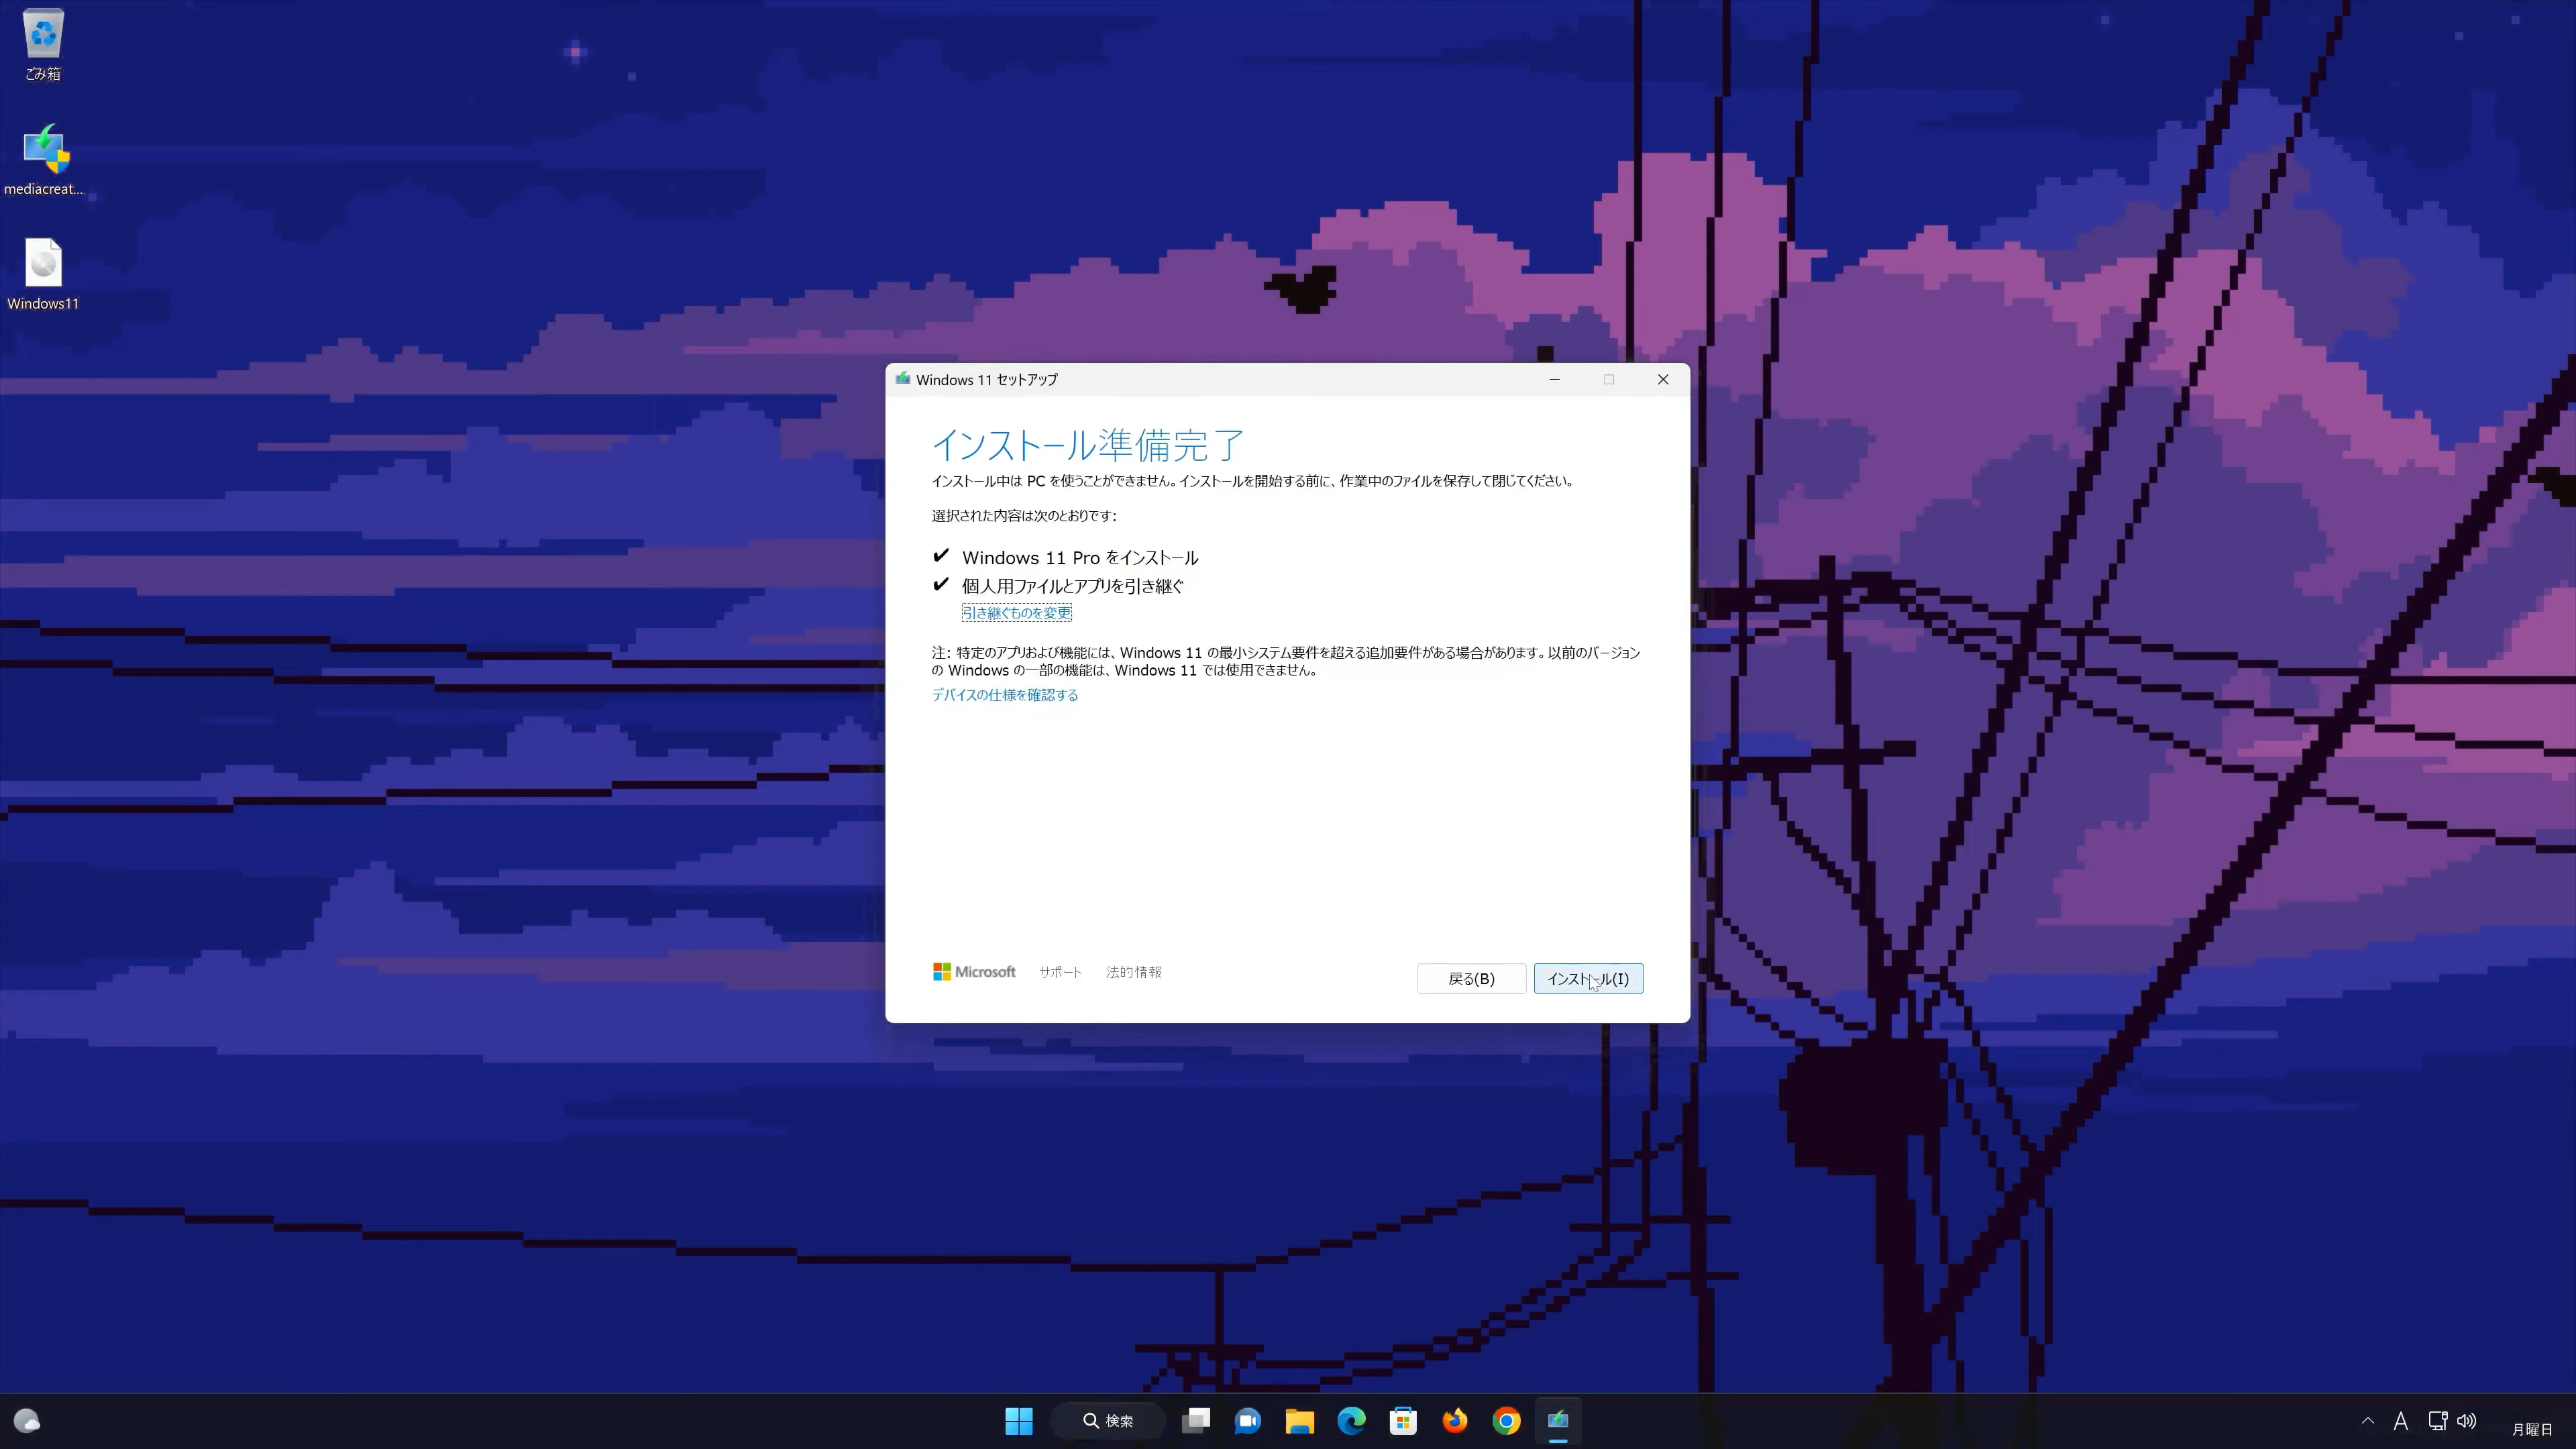 ごみ箱
mediacreat...
Windows11
Windows 11 セットアップ
インストール準備完了
インストール中は PC を使うことができません。インストールを開始する前に、作業中のファイルを保存して閉じてください。
選択された内容は次のとおりです:
Windows 11 Pro をインストール
個人用ファイルとアプリを引き継ぐ
引き継ぐものを変更
注: 特定のアプリおよび機能には、Windows 11 の最小システム要件を超える追加要件がある場合があります。以前のバージョン
の Windows の一部の機能は、Windows 11 では使用できません。
デバイスの仕様を確認する
Microsoft サポート 法的情報
戻る(B) インストール(I)
検索
A
月曜日